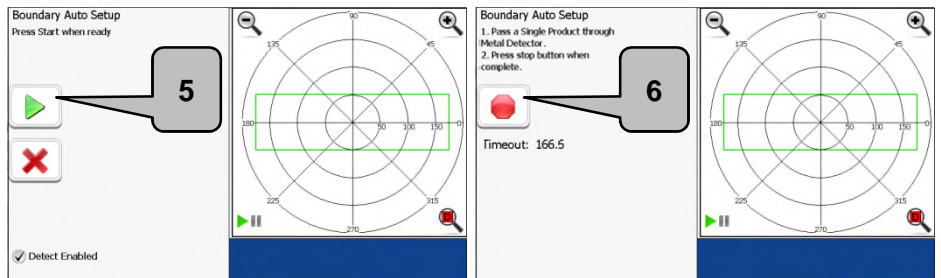 Boundary Auto Setup
Press Start when ready
5
Detect Enabled
90
135
45
180
50
100
150
0
225
315
270
Boundary Auto Setup
1. Pass a Single Product through
Metal Detector.
2. Press stop button when
complete.
6
Timeout: 166.5
90
135
45
180
50
100
150
0
225
315
270